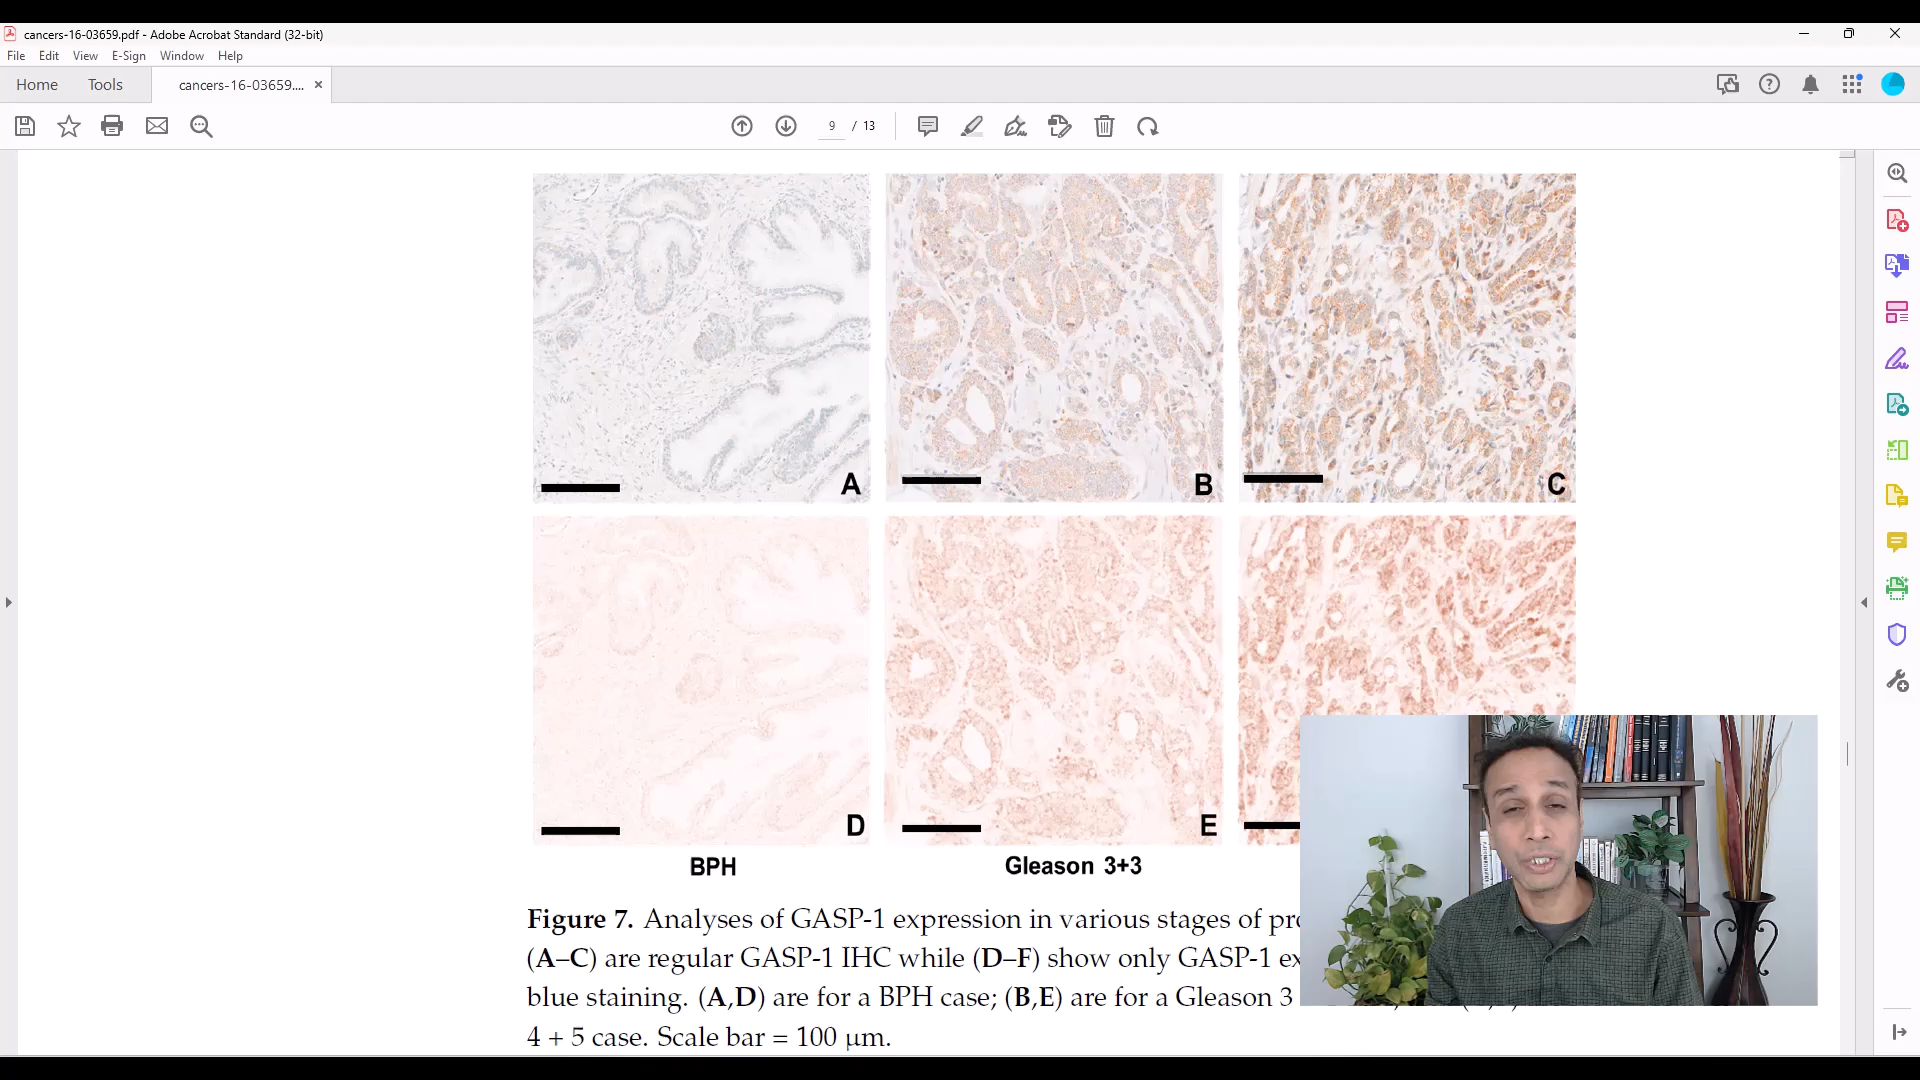 cancers-16-03659.pdf - Adobe Acrobat Standard (32-bit)
File Edit View E-Sign Window Help
Home Tools cancers-16-03659.... ×
9 / 13
A B C
D E
BPH Gleason 3+3
Figure 7. Analyses of GASP-1 expression in various stages of
(A–C) are regular GASP-1 IHC while (D–F) show only GASP-1
blue staining. (A,D) are for a BPH case; (B,E) are for a Gleason 3
4 + 5 case. Scale bar = 100 μm.